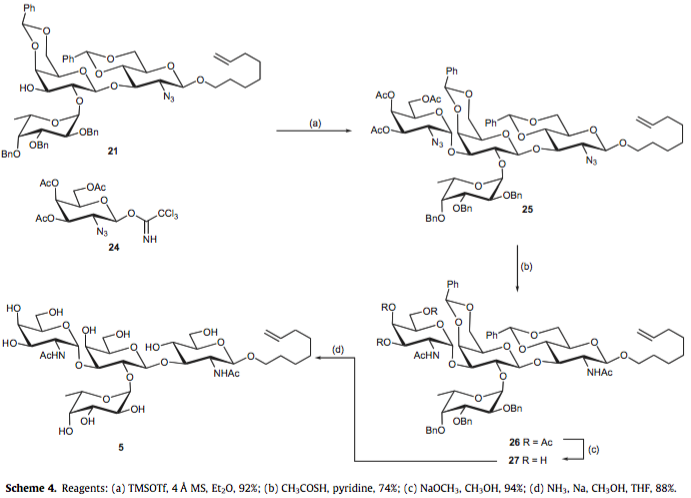 Ph
O
O
Ph
O
O
O
O
HO
O
O
O
N3
O
O
OBn
OBn
BnO
21
(a)
AcO
OAc
O
AcO
N3
O
CCl3
NH
24
Ph
AcO
OAc
O
O
O
AcO
N3
O
Ph
O
O
O
O
O
O
O
N3
O
O
OBn
OBn
BnO
25
(b)
Ph
RO
OR
O
O
O
RO
AcHN
O
Ph
O
O
O
O
O
O
O
NHAc
O
O
OBn
OBn
BnO
26 R = Ac
27 R = H
(c)
(d)
HO
OH
O
HO
AcHN
O
OH
OH
O
O
HO
OH
O
O
NHAc
O
O
OH
OH
HO
5
Scheme 4. Reagents: (a) TMSOTf, 4 Å MS, Et2O, 92%; (b) CH3COSH, pyridine, 74%; (c) NaOCH3, CH3OH, 94%; (d) NH3, Na, CH3OH, THF, 88%.